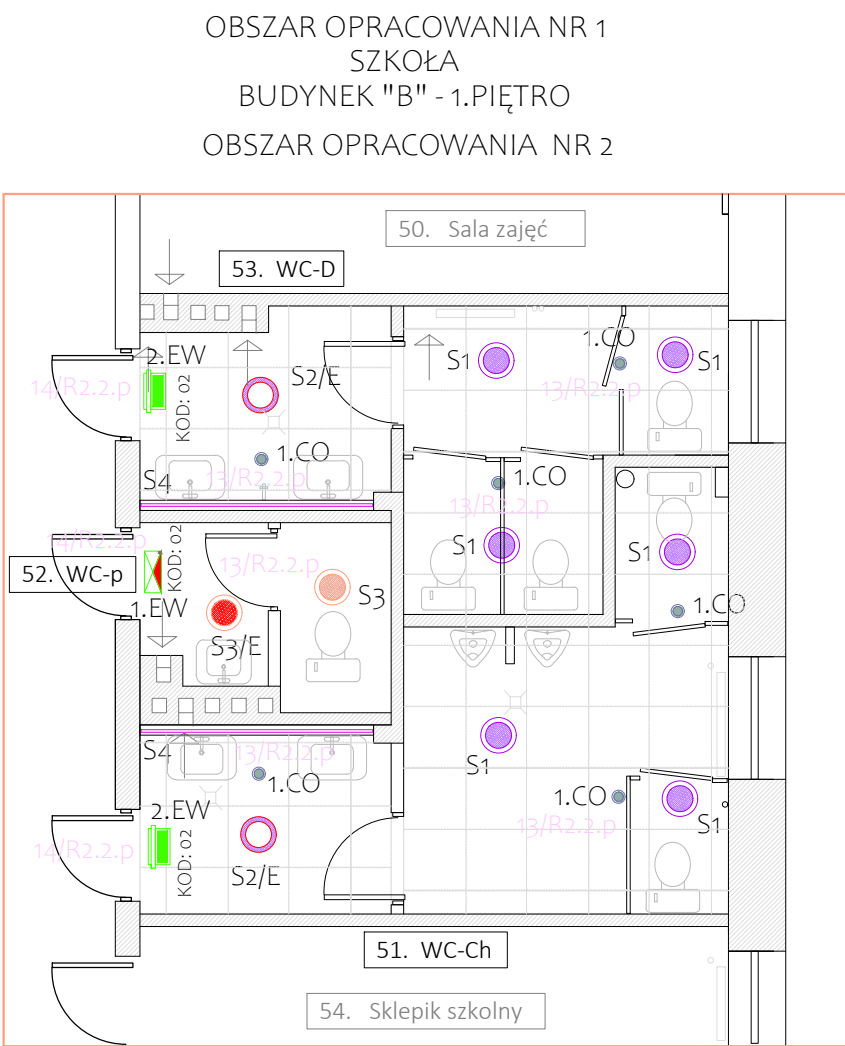 OBSZAR OPRACOWANIA NR 1
SZKOŁA
BUDYNEK "B" - 1.PIĘTRO
OBSZAR OPRACOWANIA NR 2
50. Sala zajęć
53. WC-D
2.EW
S2/E
S1
1.CO
S1
14/R2.2.p
KOD: 02
13/R2.2.p
1.CO
S4
13/R2.2.p
1.CO
13/R2.2.p
S1
S1
14/R2.2.p
KOD: 02
13/R2.2.p
52. WC-p
1.EW
S3
1.CO
S3/E
S4
13/R2.2.p
1.CO
S1
1.CO
2.EW
S1
14/R2.2.p
KOD: 02
13/R2.2.p
S2/E
51. WC-Ch
54. Sklepik szkolny